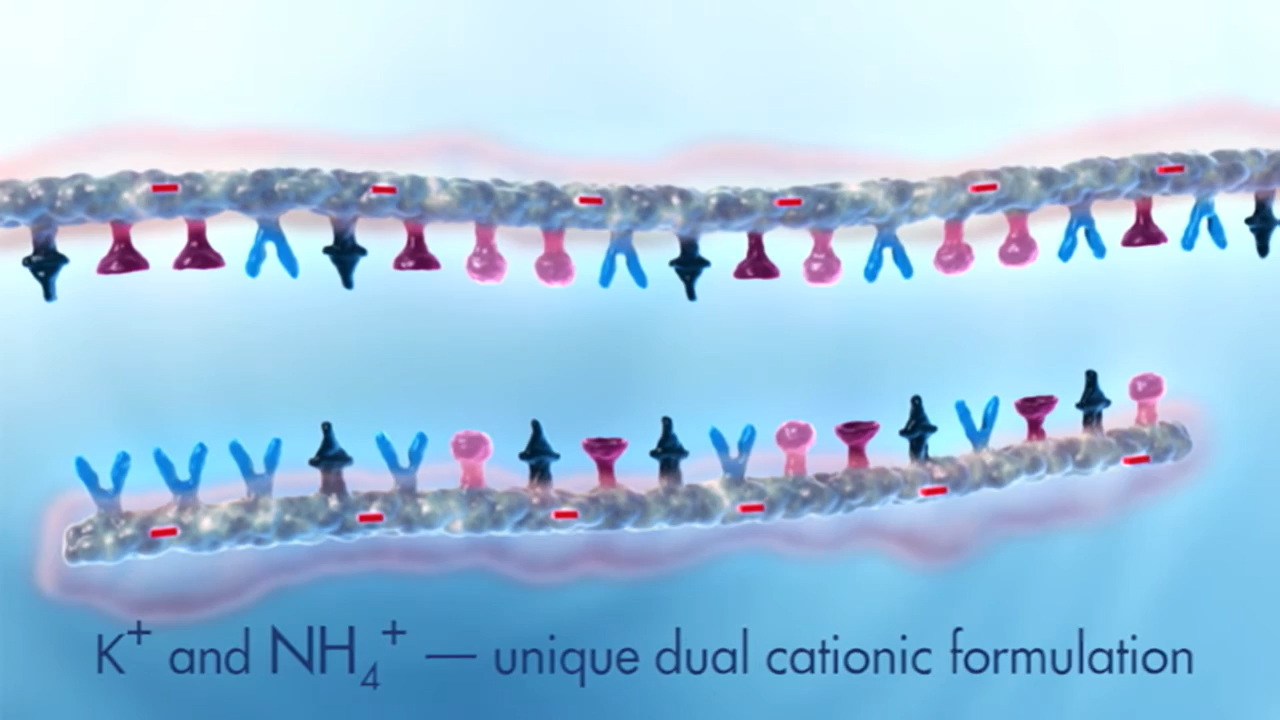 K⁺ and NH₄⁺ — unique dual cationic formulation